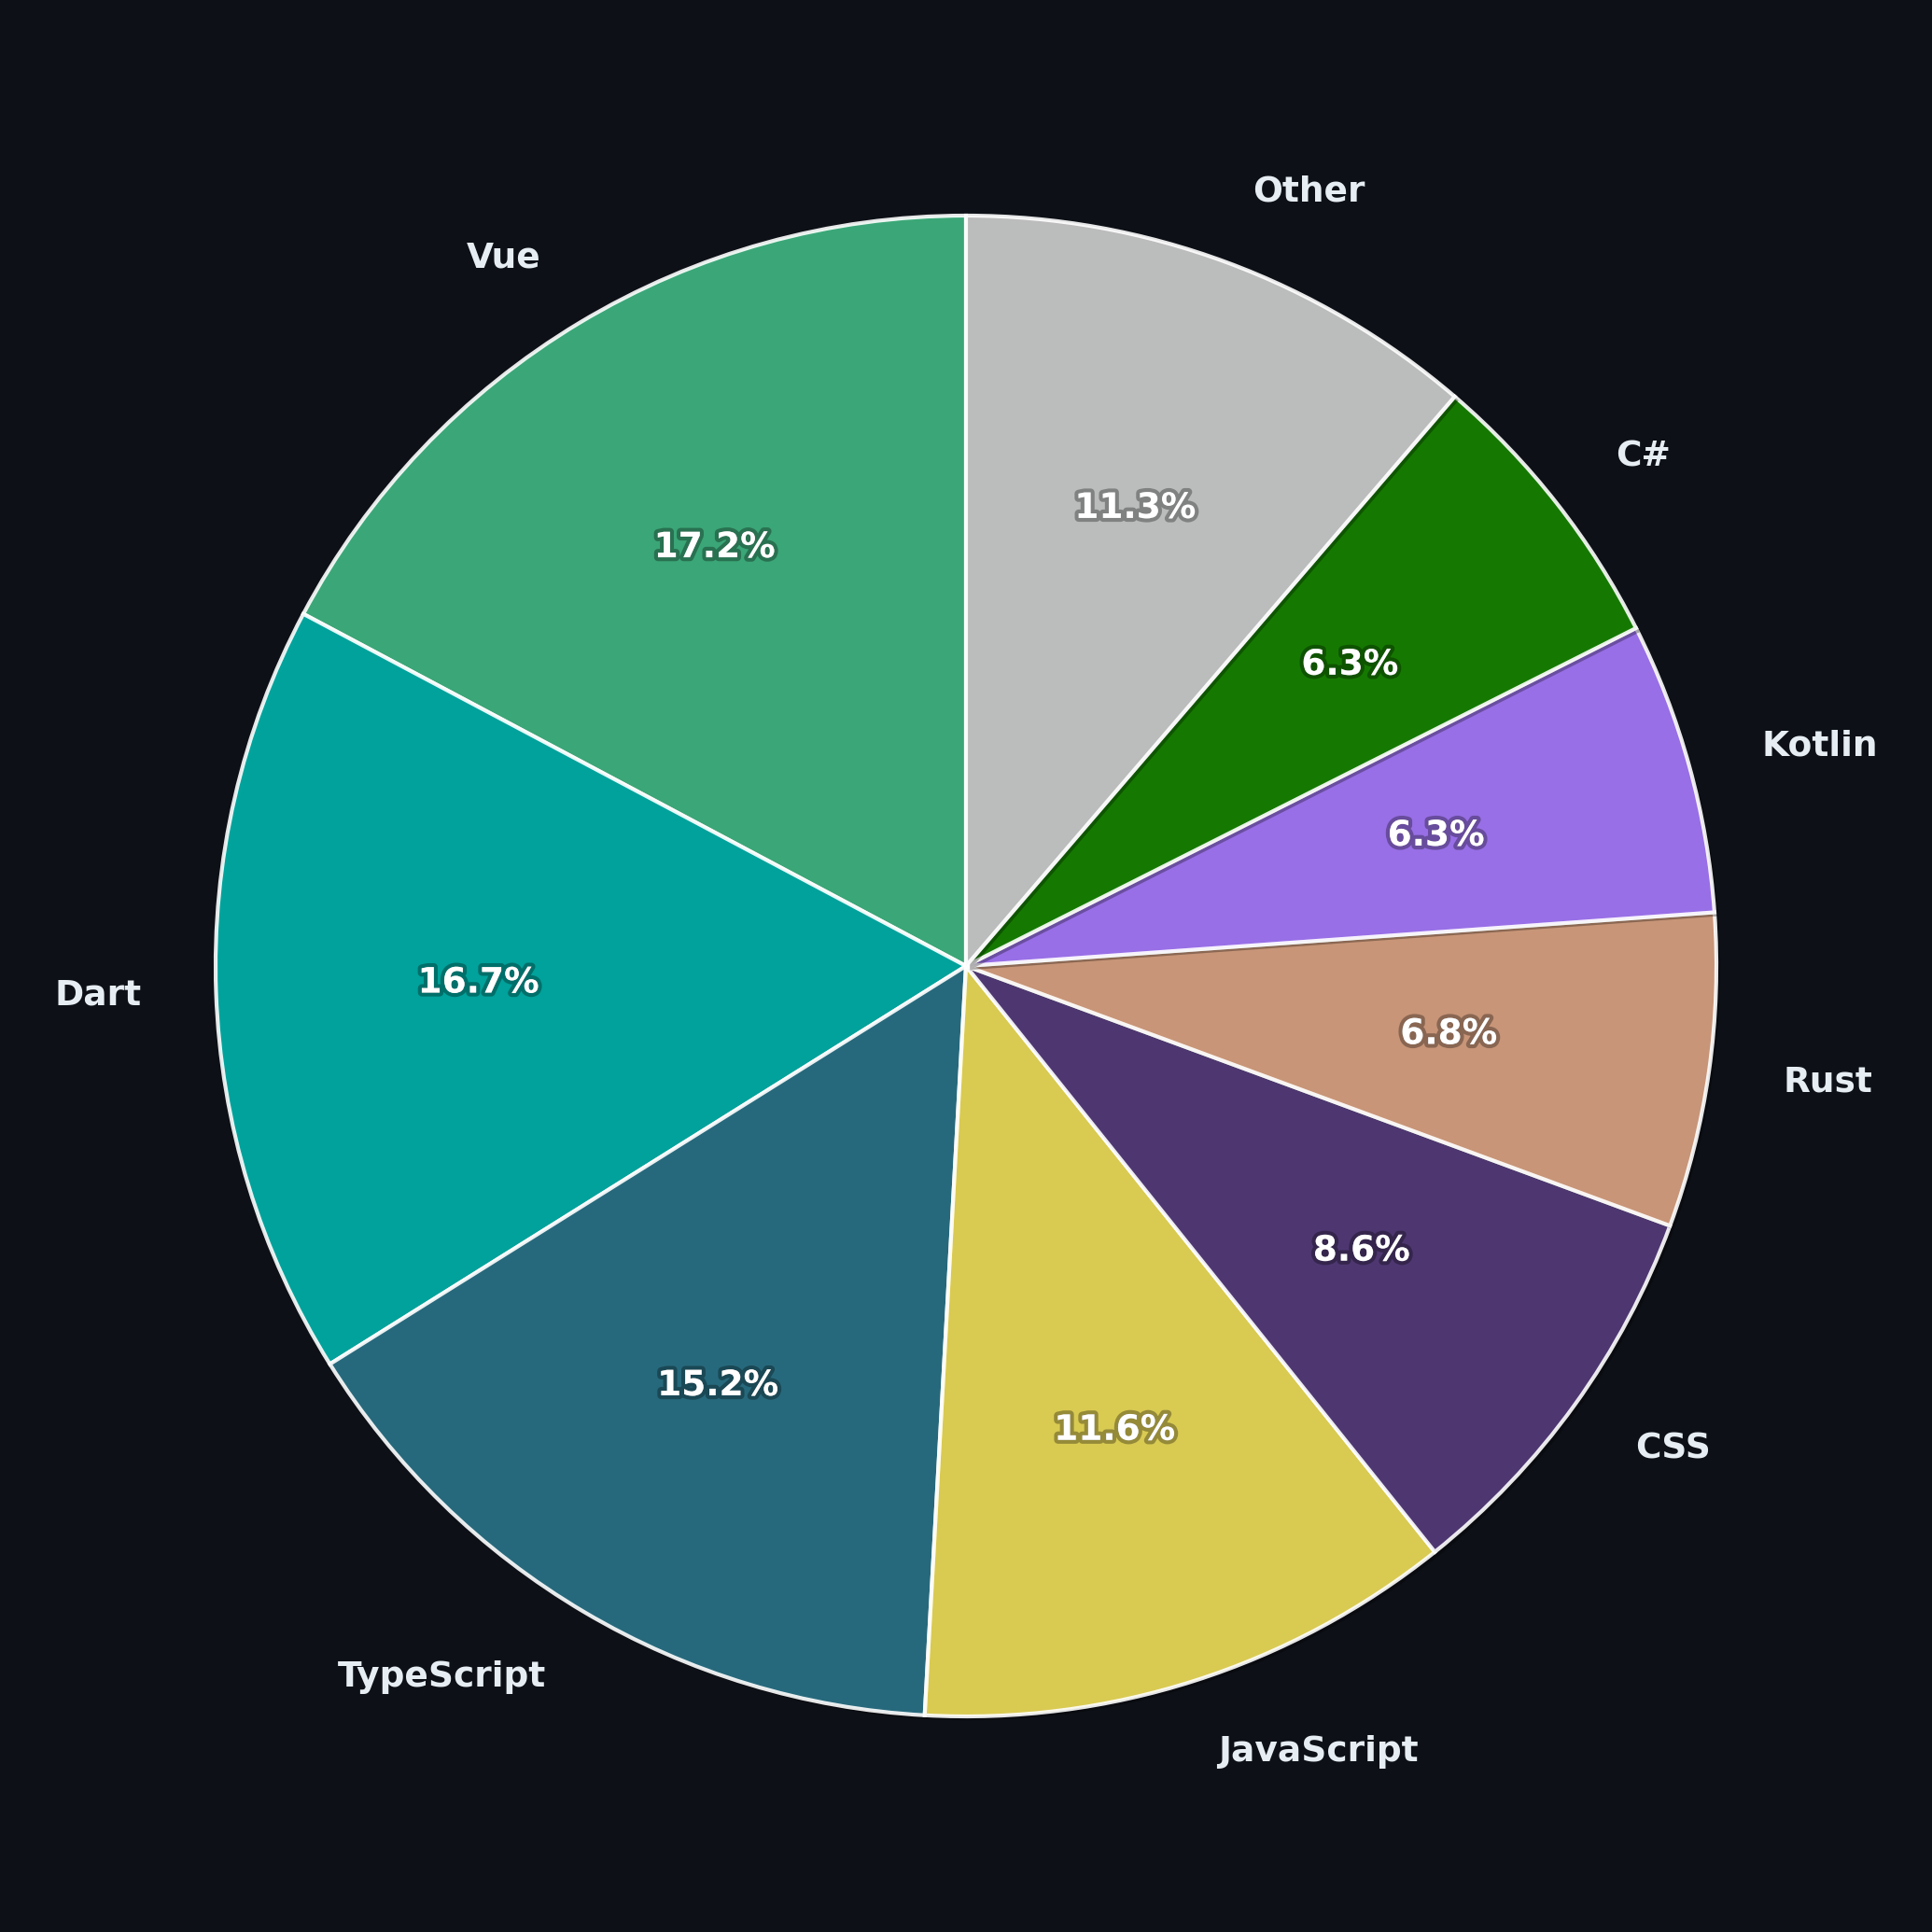 Other
Vue
C#
11.3%
17.2%
6.3%
Kotlin
6.3%
Dart
16.7%
6.8%
Rust
8.6%
15.2%
11.6%
CSS
TypeScript
JavaScript